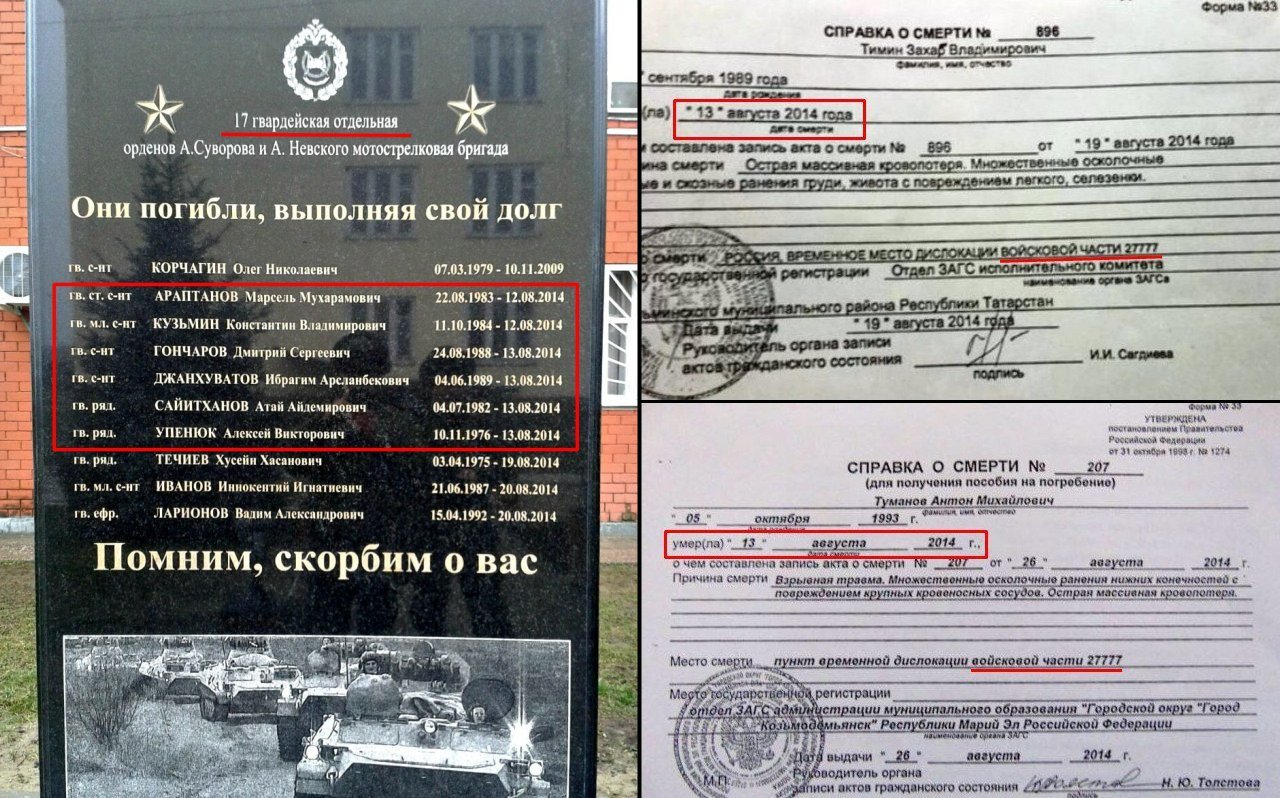 17 гвардейская отдельная
орденов А.Суворова и А. Невского мотострелковая бригада
Они погибли, выполняя свой долг
гв. с-нт КОРЧАГИН Олег Николаевич 07.03.1979 - 10.11.2009
гв. ст. с-нт АРАПТАНОВ Марсель Мухарамович 22.08.1983 - 12.08.2014
гв. мл. с-нт КУЗЬМИН Константин Владимирович 11.10.1984 - 12.08.2014
гв. с-нт ГОНЧАРОВ Дмитрий Сергеевич 24.08.1988 - 13.08.2014
гв. с-нт ДЖАНХУВАТОВ Ибрагим Арсланбекович 04.06.1989 - 13.08.2014
гв. ряд. САЙИТХАНОВ Атай Айдемирович 04.07.1982 - 13.08.2014
гв. ряд. УПЕНЮК Алексей Викторович 10.11.1976 - 13.08.2014
гв. ряд. ТЕЧИЕВ Хусейн Хасанович 03.04.1975 - 19.08.2014
гв. мл. с-нт ИВАНОВ Иннокентий Игнатиевич 21.06.1987 - 20.08.2014
гв. ефр. ЛАРИОНОВ Вадим Александрович 15.04.1992 - 20.08.2014
Помним, скорбим о вас
Форма №33
СПРАВКА О СМЕРТИ № 896
Тимин Захар Владимирович
фамилия, имя, отчество
сентября 1989 года
дата рождения
(ла) " 13 " августа 2014 года
дата смерти
м составлена запись акта о смерти № 896 от " 19 " августа 2014 года
ина смерти Острая массивная кровопотеря. Множественные осколочные
ые и скозные ранения груди, живота с повреждением легкого, селезенки.
о смерти РОССИЯ, ВРЕМЕННОЕ МЕСТО ДИСЛОКАЦИИ ВОЙСКОВОЙ ЧАСТИ 27777
о государственной регистрации Отдел ЗАГС исполнительного комитета
наименование органа ЗАГСа
ьминского муниципального района Республики Татарстан
Дата выдачи " 19 " августа 2014 года
Руководитель органа записи
актов гражданского состояния И.И. Сагдиева
подпись
Форма № 33
УТВЕРЖДЕНА
постановлением Правительства
Российской Федерации
от 31 октября 1998 г. № 1274
СПРАВКА О СМЕРТИ № 207
(для получения пособия на погребение)
Туманов Антон Михайлович
фамилия, имя, отчество
" 05 " октября 1993 г.
дата рождения
умер(ла) " 13 " августа 2014 г.,
дата смерти
о чем составлена запись акта о смерти № 207 от " 26 " августа 2014 г.
Причина смерти Взрывная травма. Множественные осколочные ранения нижних конечностей с
повреждением крупных кровеносных сосудов. Острая массивная кровопотеря.
Место смерти пункт временной дислокации войсковой части 27777
Место государственной регистрации
отдел ЗАГС администрации муниципального образования "Городской округ "Город
Козьмодемьянск" Республики Марий Эл Российской Федерации
наименование органа ЗАГС
Дата выдачи " 26 " августа 2014 г.
М.П. Руководитель органа
записи актов гражданского состояния Н. Ю. Толстова
подпись